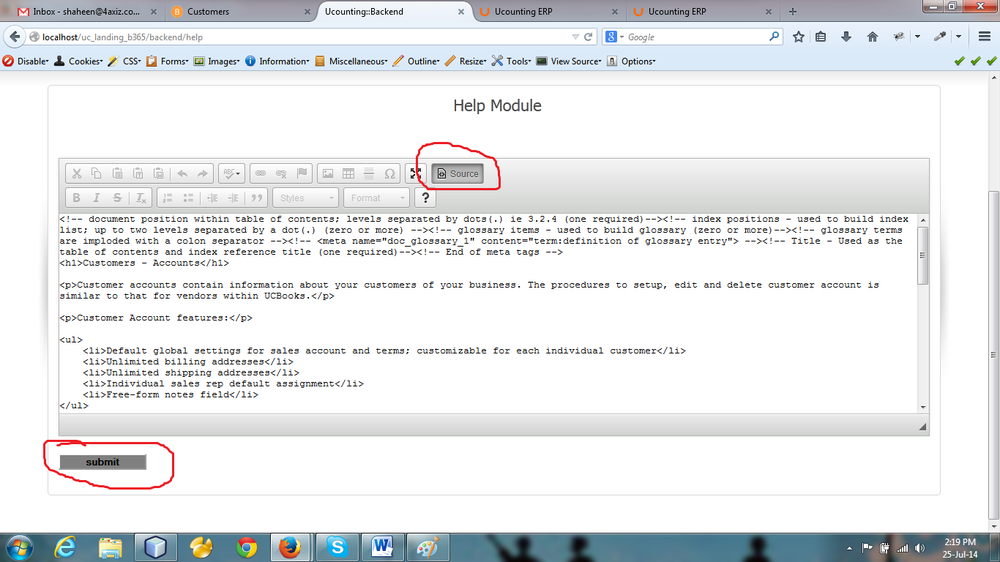 Inbox - shaheen@4axiz.co...
Customers
Ucounting::Backend
Ucounting ERP
Ucounting ERP
localhost/uc_landing_b365/backend/help
Google
Disable Cookies CSS Forms Images Information Miscellaneous Outline Resize Tools View Source Options
Help Module
ABC
Ω
Source
B I S Tx
Styles
Format
?
<!-- document position within table of contents; levels separated by dots(.) ie 3.2.4 (one required)--><!-- index positions - used to build index
list; up to two levels separated by a dot(.) (zero or more) --><!-- glossary items - used to build glossary (zero or more)--><!-- glossary terms
are imploded with a colon separator --><!-- <meta name="doc_glossary_1" content="term:definition of glossary entry"> --><!-- Title - Used as the
table of contents and index reference title (one required)--><!-- End of meta tags -->
<h1>Customers - Accounts</h1>
<p>Customer accounts contain information about your customers of your business. The procedures to setup, edit and delete customer account is
similar to that for vendors within UCBooks.</p>
<p>Customer Account features:</p>
<ul>
<li>Default global settings for sales account and terms; customizable for each individual customer</li>
<li>Unlimited billing addresses</li>
<li>Unlimited shipping addresses</li>
<li>Individual sales rep default assignment</li>
<li>Free-form notes field</li>
</ul>
submit
2:19 PM
25-Jul-14